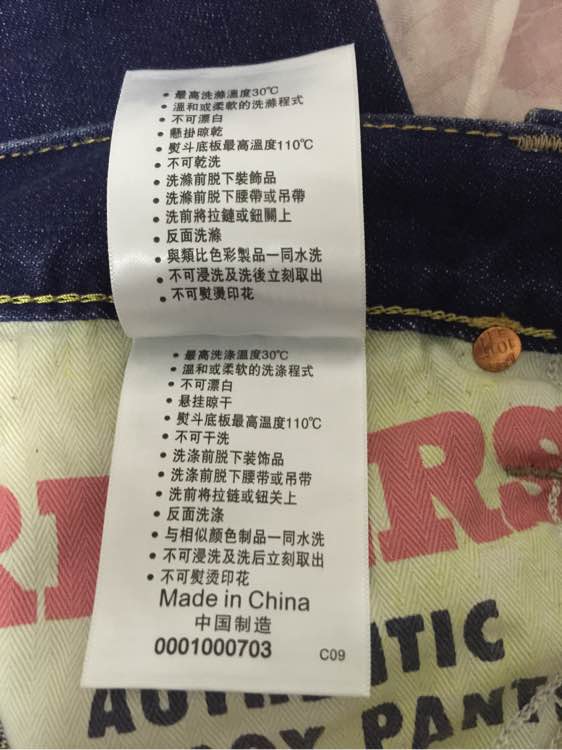 • 最高洗滌溫度30℃
• 溫和或柔軟的洗滌程式
• 不可漂白
• 懸掛晾乾
• 熨斗底板最高溫度110℃
• 不可乾洗
• 洗滌前脫下裝飾品
• 洗滌前脫下腰帶或吊帶
• 洗前將拉鏈或鈕關上
• 反面洗滌
• 與類比色彩製品一同水洗
• 不可浸洗及洗後立刻取出
• 不可熨燙印花
• 最高洗涤溫度30℃
• 溫和或柔軟的洗涤程式
• 不可漂白
• 悬挂晾干
• 熨斗底板最高溫度110℃
• 不可干洗
• 洗涤前脱下装饰品
• 洗涤前脱下腰带或吊带
• 洗前将拉链或钮关上
• 反面洗涤
• 与相似颜色制品一同水洗
• 不可浸洗及洗后立刻取出
• 不可熨烫印花
Made in China
中国制造
0001000703
C09